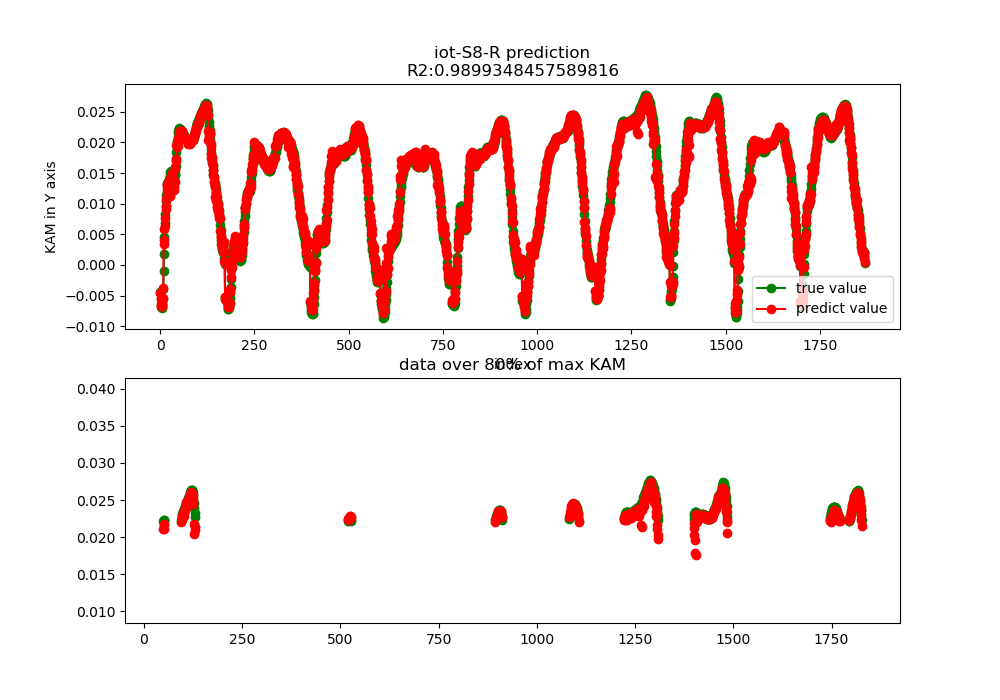 iot-S8-R prediction
R2:0.9899348457589816
KAM in Y axis
0.025
0.020
0.015
0.010
0.005
0.000
−0.005
−0.010
true value
predict value
0 250 500 750 1000 1250 1500 1750
index
data over 80% of max KAM
0.040
0.035
0.030
0.025
0.020
0.015
0.010
0 250 500 750 1000 1250 1500 1750